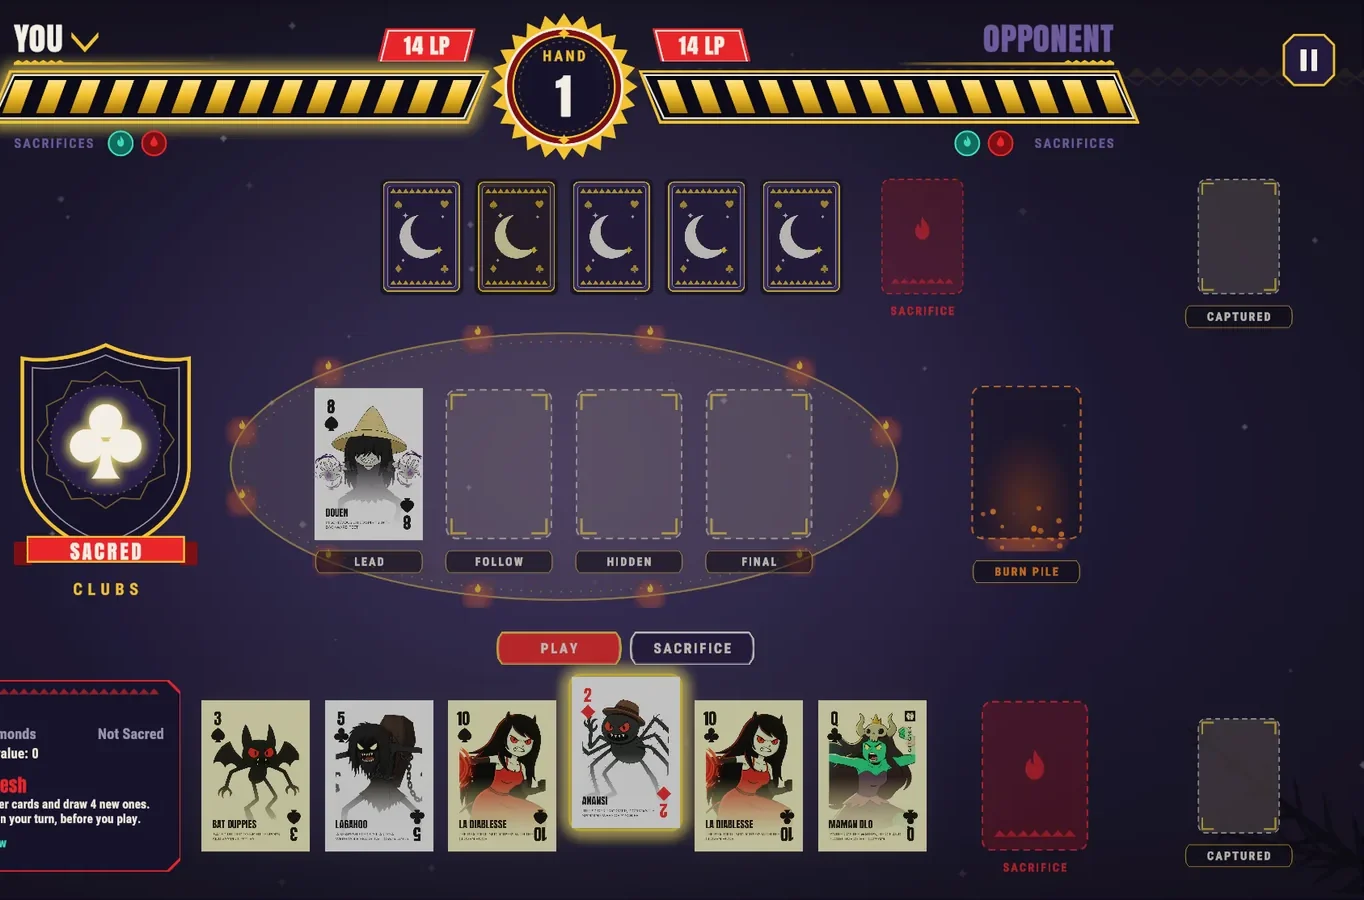 YOU
14 LP
HAND
1
14 LP
OPPONENT
SACRIFICES
SACRIFICES
SACRIFICE
CAPTURED
8
DOUEN
8
LEAD
FOLLOW
HIDDEN
FINAL
BURN PILE
SACRED
CLUBS
PLAY
SACRIFICE
monds
Not Sacred
value: 0
esh
er cards and draw 4 new ones.
n your turn, before you play.
w
3
BAT DUPPIES
3
5
LAGAHOO
5
10
LA DIABLESSE
10
2
ANANSI
2
10
LA DIABLESSE
10
Q
MAMAN DLO
Q
SACRIFICE
CAPTURED